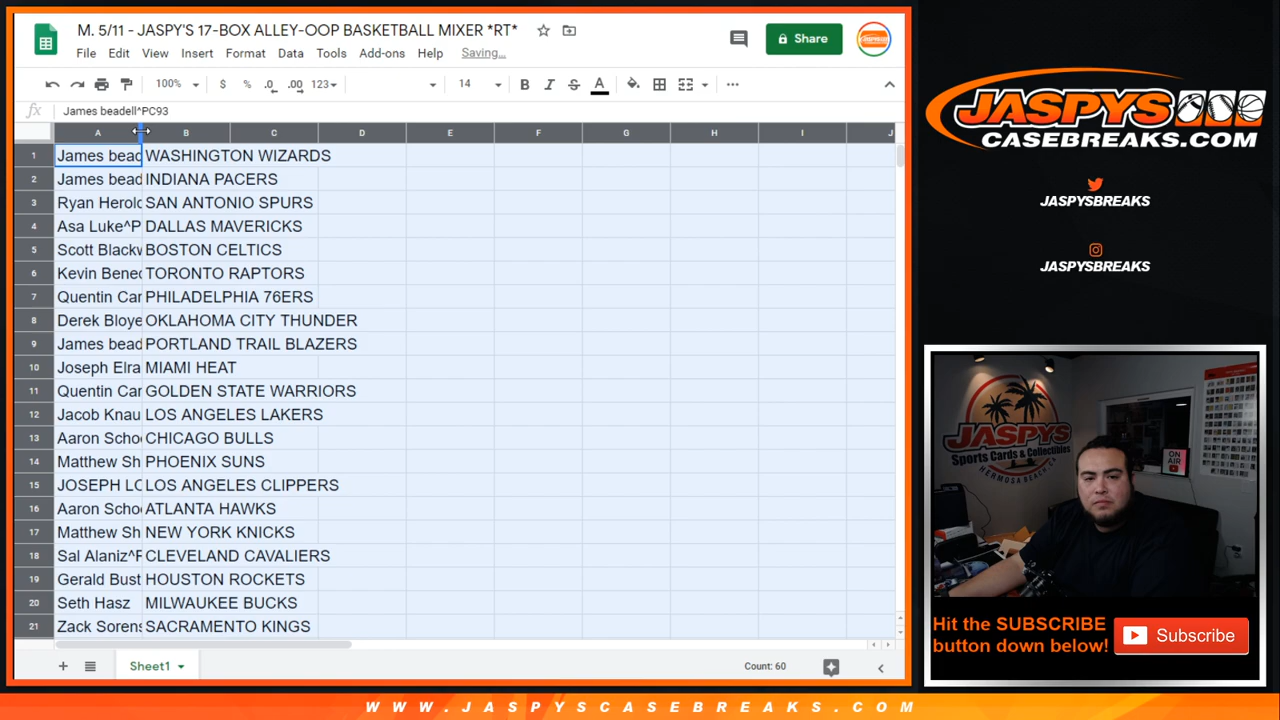 M. 5/11 - JASPY'S 17-BOX ALLEY-OOP BASKETBALL MIXER *RT*
File Edit View Insert Format Data Tools Add-ons Help Saving...
Share
100% $ % .0 .00 123 14 B I S A
fx James beadell^PC93
A B C D E F G H I J
1 James bead WASHINGTON WIZARDS
2 James bead INDIANA PACERS
3 Ryan Herold SAN ANTONIO SPURS
4 Asa Luke^P DALLAS MAVERICKS
5 Scott Blackw BOSTON CELTICS
6 Kevin Bened TORONTO RAPTORS
7 Quentin Car PHILADELPHIA 76ERS
8 Derek Bloye OKLAHOMA CITY THUNDER
9 James bead PORTLAND TRAIL BLAZERS
10 Joseph Elra MIAMI HEAT
11 Quentin Car GOLDEN STATE WARRIORS
12 Jacob Knau LOS ANGELES LAKERS
13 Aaron Scho CHICAGO BULLS
14 Matthew Sh PHOENIX SUNS
15 JOSEPH LO LOS ANGELES CLIPPERS
16 Aaron Scho ATLANTA HAWKS
17 Matthew Sh NEW YORK KNICKS
18 Sal Alaniz^P CLEVELAND CAVALIERS
19 Gerald Bust HOUSTON ROCKETS
20 Seth Hasz MILWAUKEE BUCKS
21 Zack Sorens SACRAMENTO KINGS
Sheet1
Count: 60
JASPYS
CASEBREAKS.COM
JASPYSBREAKS
JASPYSBREAKS
JASPYS
Sports Cards & Collectibles
HERMOSA BEACH, CA
ON AIR
Hit the SUBSCRIBE
button down below!
Subscribe
WWW.JASPYSCASEBREAKS.COM